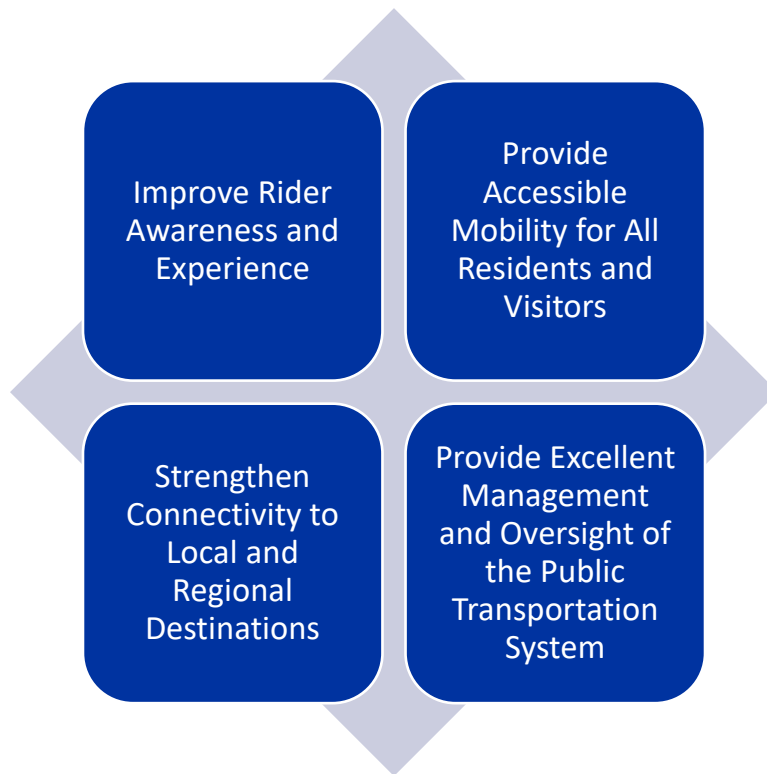 Improve Rider
Awareness and
Experience
Provide
Accessible
Mobility for All
Residents and
Visitors
Strengthen
Connectivity to
Local and
Regional
Destinations
Provide Excellent
Management
and Oversight of
the Public
Transportation
System